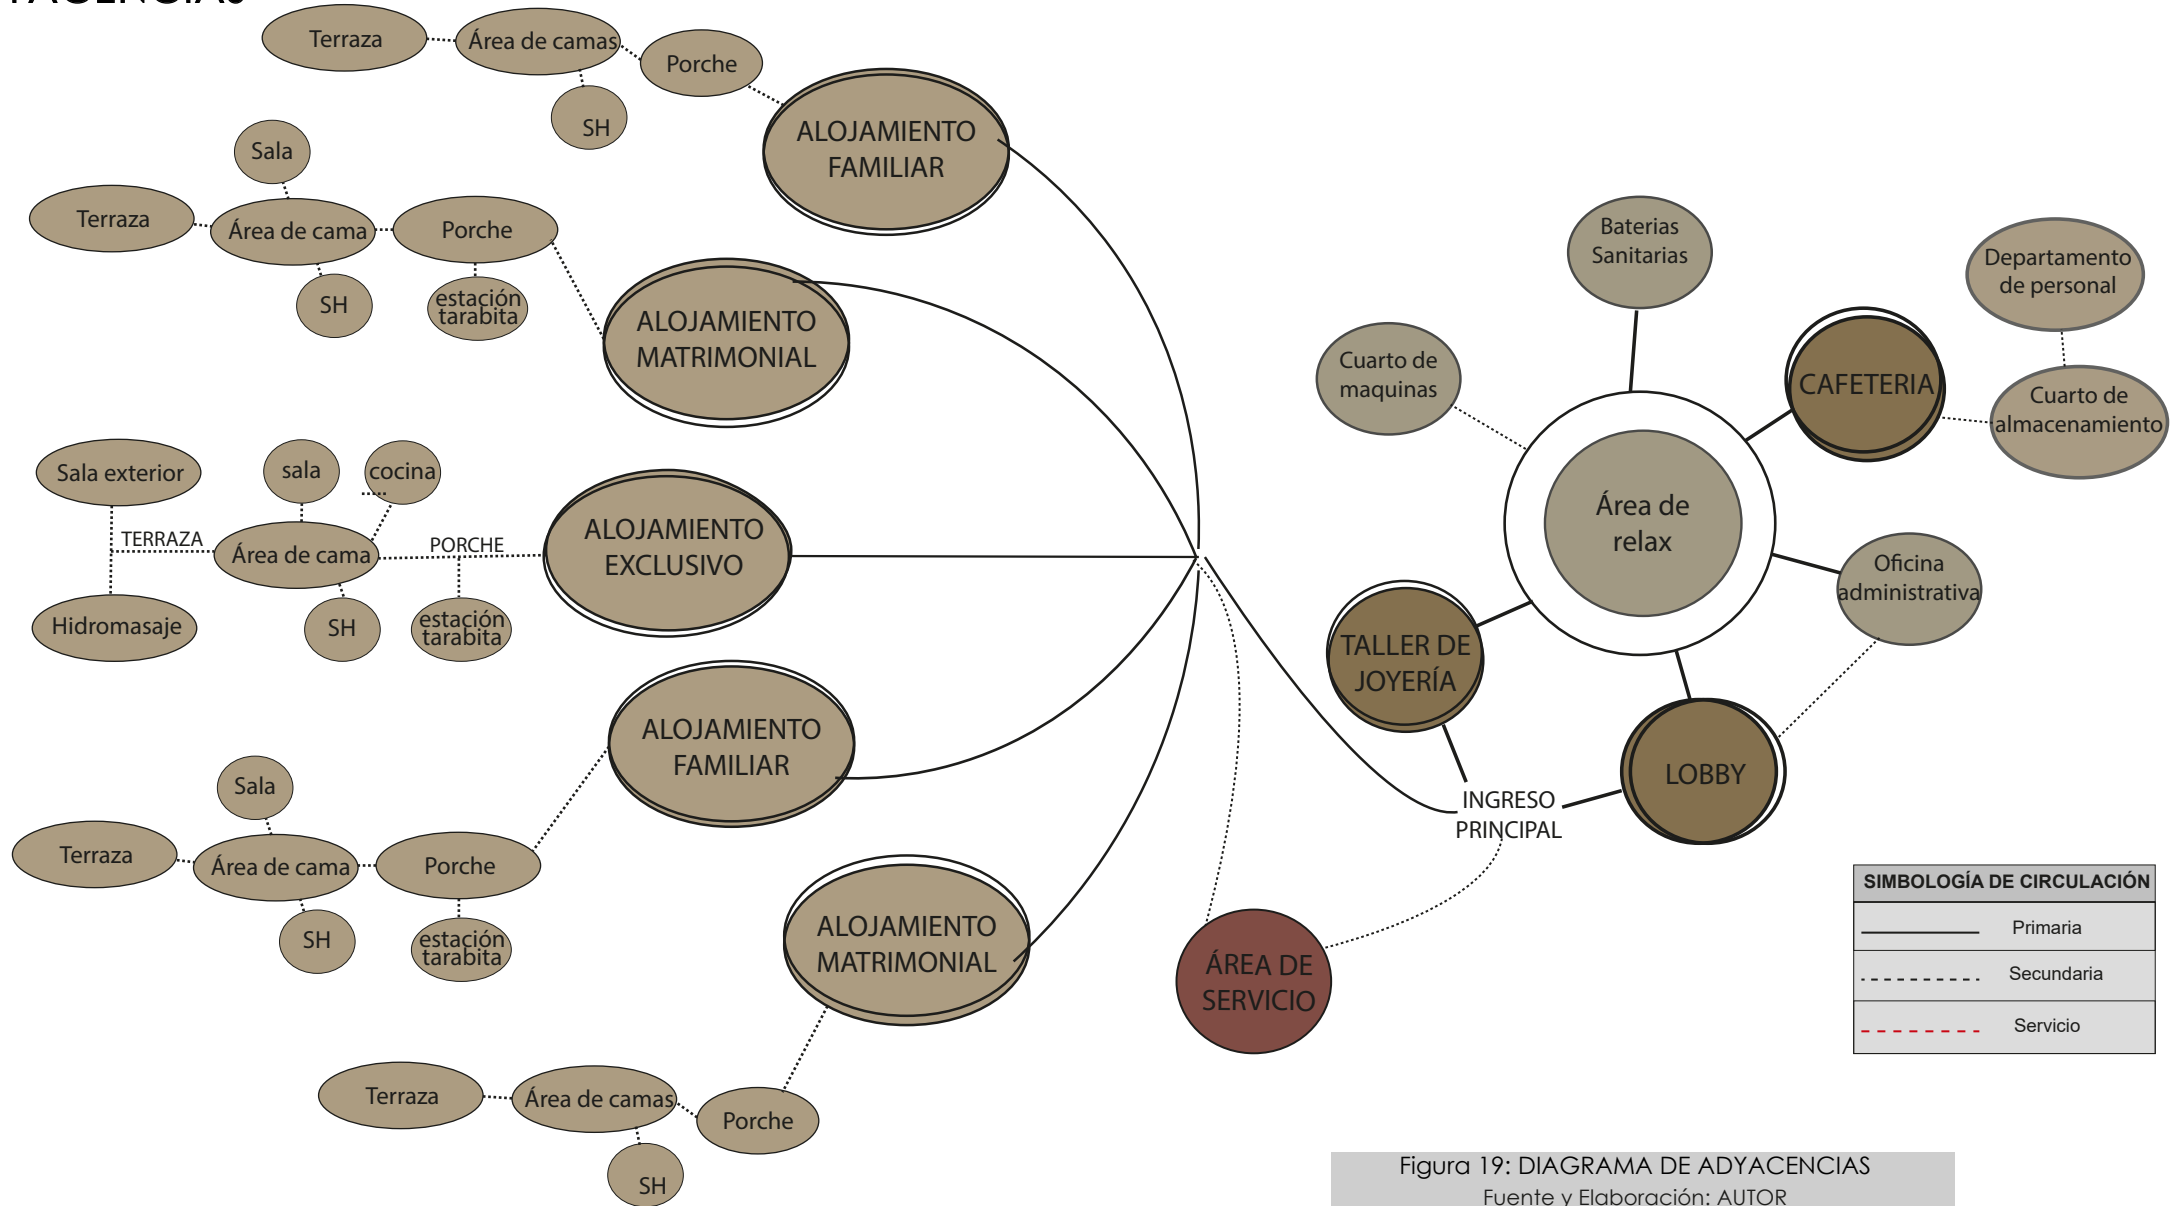 Terraza
Área de camas
Porche
SH
ALOJAMIENTO
FAMILIAR
Sala
Terraza
Área de cama
Porche
SH
estación
tarabita
ALOJAMIENTO
MATRIMONIAL
Sala exterior
sala
cocina
TERRAZA
Área de cama
PORCHE
Hidromasaje
SH
estación
tarabita
ALOJAMIENTO
EXCLUSIVO
ALOJAMIENTO
FAMILIAR
Sala
Terraza
Área de cama
Porche
SH
estación
tarabita
ALOJAMIENTO
MATRIMONIAL
Terraza
Área de camas
Porche
SH
Baterias
Sanitarias
Departamento
de personal
Cuarto de
maquinas
CAFETERIA
Cuarto de
almacenamiento
Área de
relax
Oficina
administrativa
TALLER DE
JOYERÍA
LOBBY
INGRESO
PRINCIPAL
ÁREA DE
SERVICIO
SIMBOLOGÍA DE CIRCULACIÓN
Primaria
Secundaria
Servicio
Figura 19: DIAGRAMA DE ADYACENCIAS
Fuente y Elaboración: AUTOR